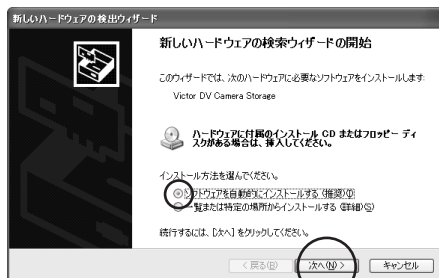 新しいハードウェアの検出ウィザード
新しいハードウェアの検索ウィザードの開始
このウィザードでは、次のハードウェアに必要なソフトウェアをインストールします:
Victor DV Camera Storage
ハードウェアに付属のインストール CD またはフロッピー ディ
スクがある場合は、挿入してください。
インストール方法を選んでください。
ソフトウェアを自動的にインストールする (推奨)(I)
一覧または特定の場所からインストールする (詳細)(S)
続行するには、[次へ] をクリックしてください。
< 戻る(B) 次へ(N) > キャンセル